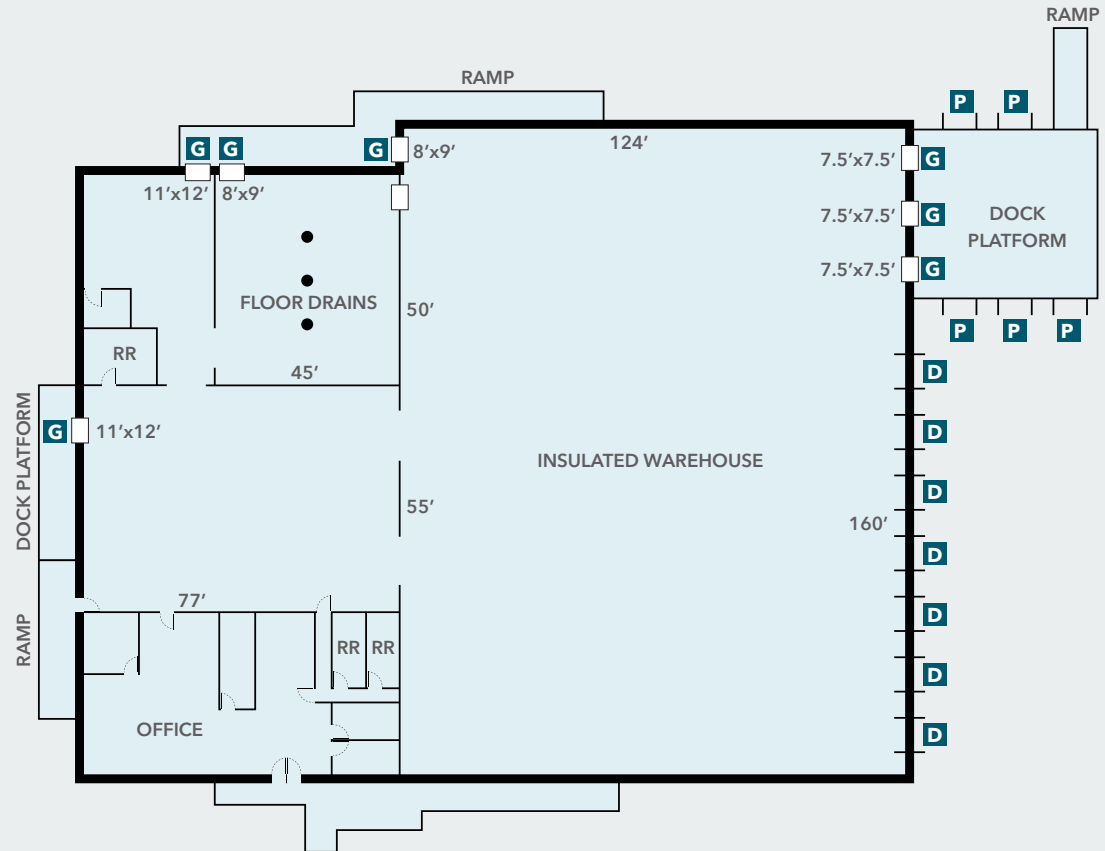 RAMP
RAMP
P
P
G
G
G
8’x9’
124’
7.5’x7.5’
G
11’x12’
8’x9’
7.5’x7.5’
G
DOCK
PLATFORM
7.5’x7.5’
G
FLOOR DRAINS
50’
P
P
P
RR
45’
D
DOCK PLATFORM
G
11’x12’
D
INSULATED WAREHOUSE
D
55’
160’
D
77’
D
RAMP
RR
RR
D
OFFICE
D